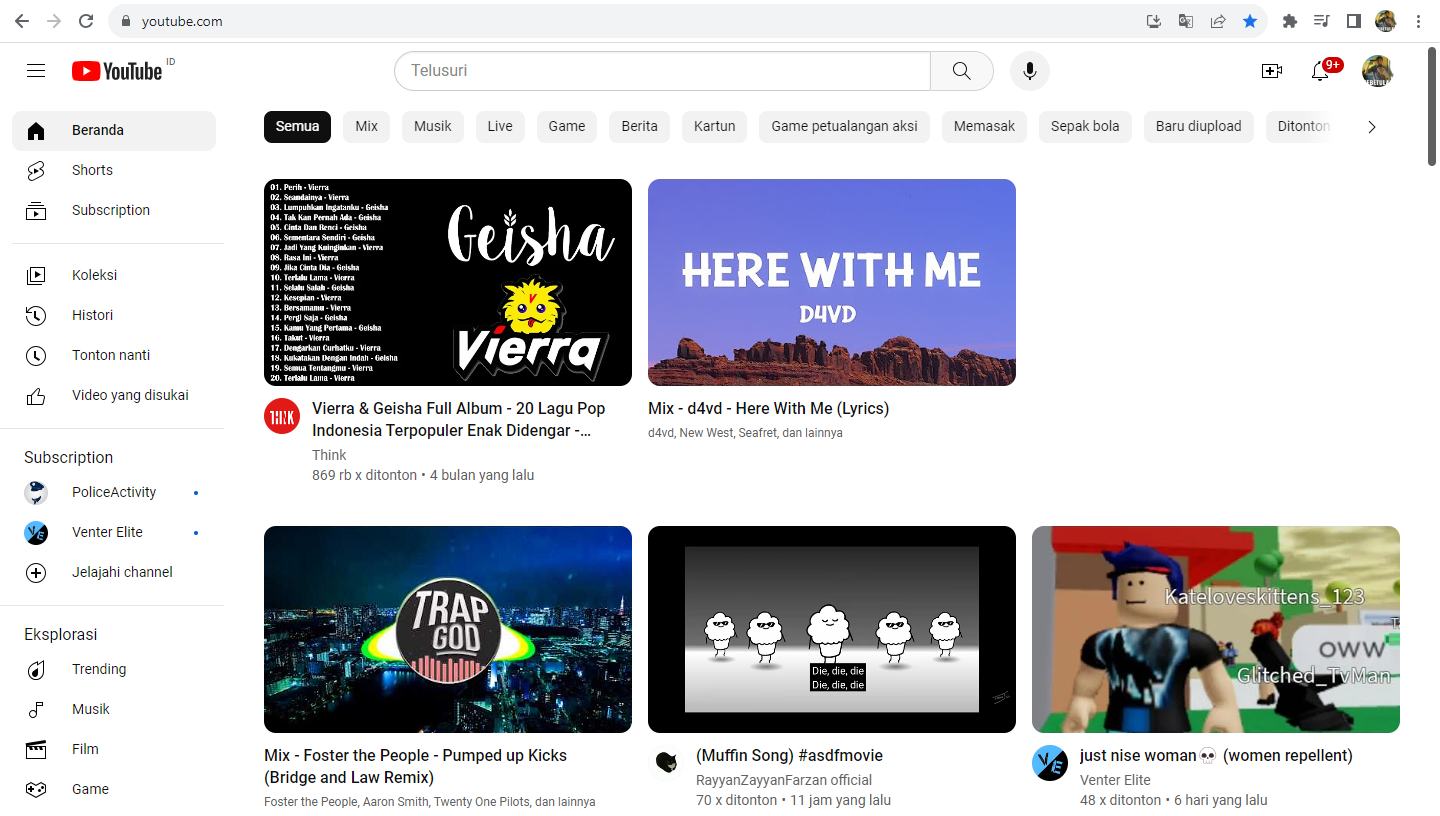 youtube.com
YouTube ID
Telusuri
9+
Beranda
Shorts
Subscription
Koleksi
Histori
Tonton nanti
Video yang disukai
Subscription
PoliceActivity
Venter Elite
Jelajahi channel
Eksplorasi
Trending
Musik
Film
Game
Semua
Mix
Musik
Live
Game
Berita
Kartun
Game petualangan aksi
Memasak
Sepak bola
Baru diupload
Ditonton
01. Perih - Vierra
02. Seandainya - Vierra
03. Lumpuhkan Ingatanku - Geisha
04. Tak Kan Pernah Ada - Geisha
05. Cinta Dan Benci - Geisha
06. Sementara Sendiri - Geisha
07. Jadi Yang Kuinginkan - Vierra
08. Rasa Ini - Vierra
09. Jika Cinta Dia - Geisha
10. Terlalu Lama - Vierra
11. Selalu Salah - Geisha
12. Kesepian - Vierra
13. Bersamamu - Vierra
14. Pergi Saja - Geisha
15. Kamu Yang Pertama - Geisha
16. Takut - Vierra
17. Dengarkan Curhatku - Vierra
18. Kukatakan Dengan Indah - Geisha
19. Semua Tentangmu - Vierra
20. Terlalu Lama - Vierra
Geisha
V
Vierra
THINK
Vierra & Geisha Full Album - 20 Lagu Pop
Indonesia Terpopuler Enak Didengar -...
Think
869 rb x ditonton • 4 bulan yang lalu
HERE WITH ME
D4VD
Mix - d4vd - Here With Me (Lyrics)
d4vd, New West, Seafret, dan lainnya
TRAP
GOD
Mix - Foster the People - Pumped up Kicks
(Bridge and Law Remix)
Foster the People, Aaron Smith, Twenty One Pilots, dan lainnya
Die, die, die
Die, die, die
(Muffin Song) #asdfmovie
RayyanZayyanFarzan official
70 x ditonton • 11 jam yang lalu
Kateloveskittens_123
T
oww
Glitched_TvMan
VE
just nise woman💀 (women repellent)
Venter Elite
48 x ditonton • 6 hari yang lalu